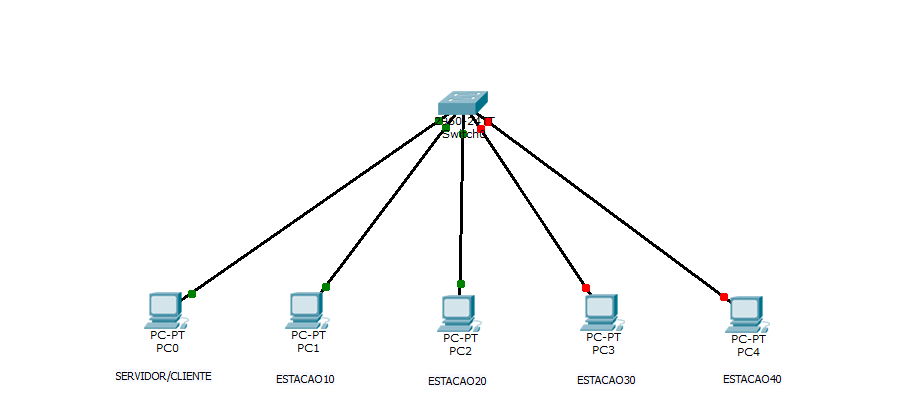 Switch0
PC-PT
PC0
PC-PT
PC1
PC-PT
PC2
PC-PT
PC3
PC-PT
PC4
SERVIDOR/CLIENTE
ESTACAO10
ESTACAO20
ESTACAO30
ESTACAO40